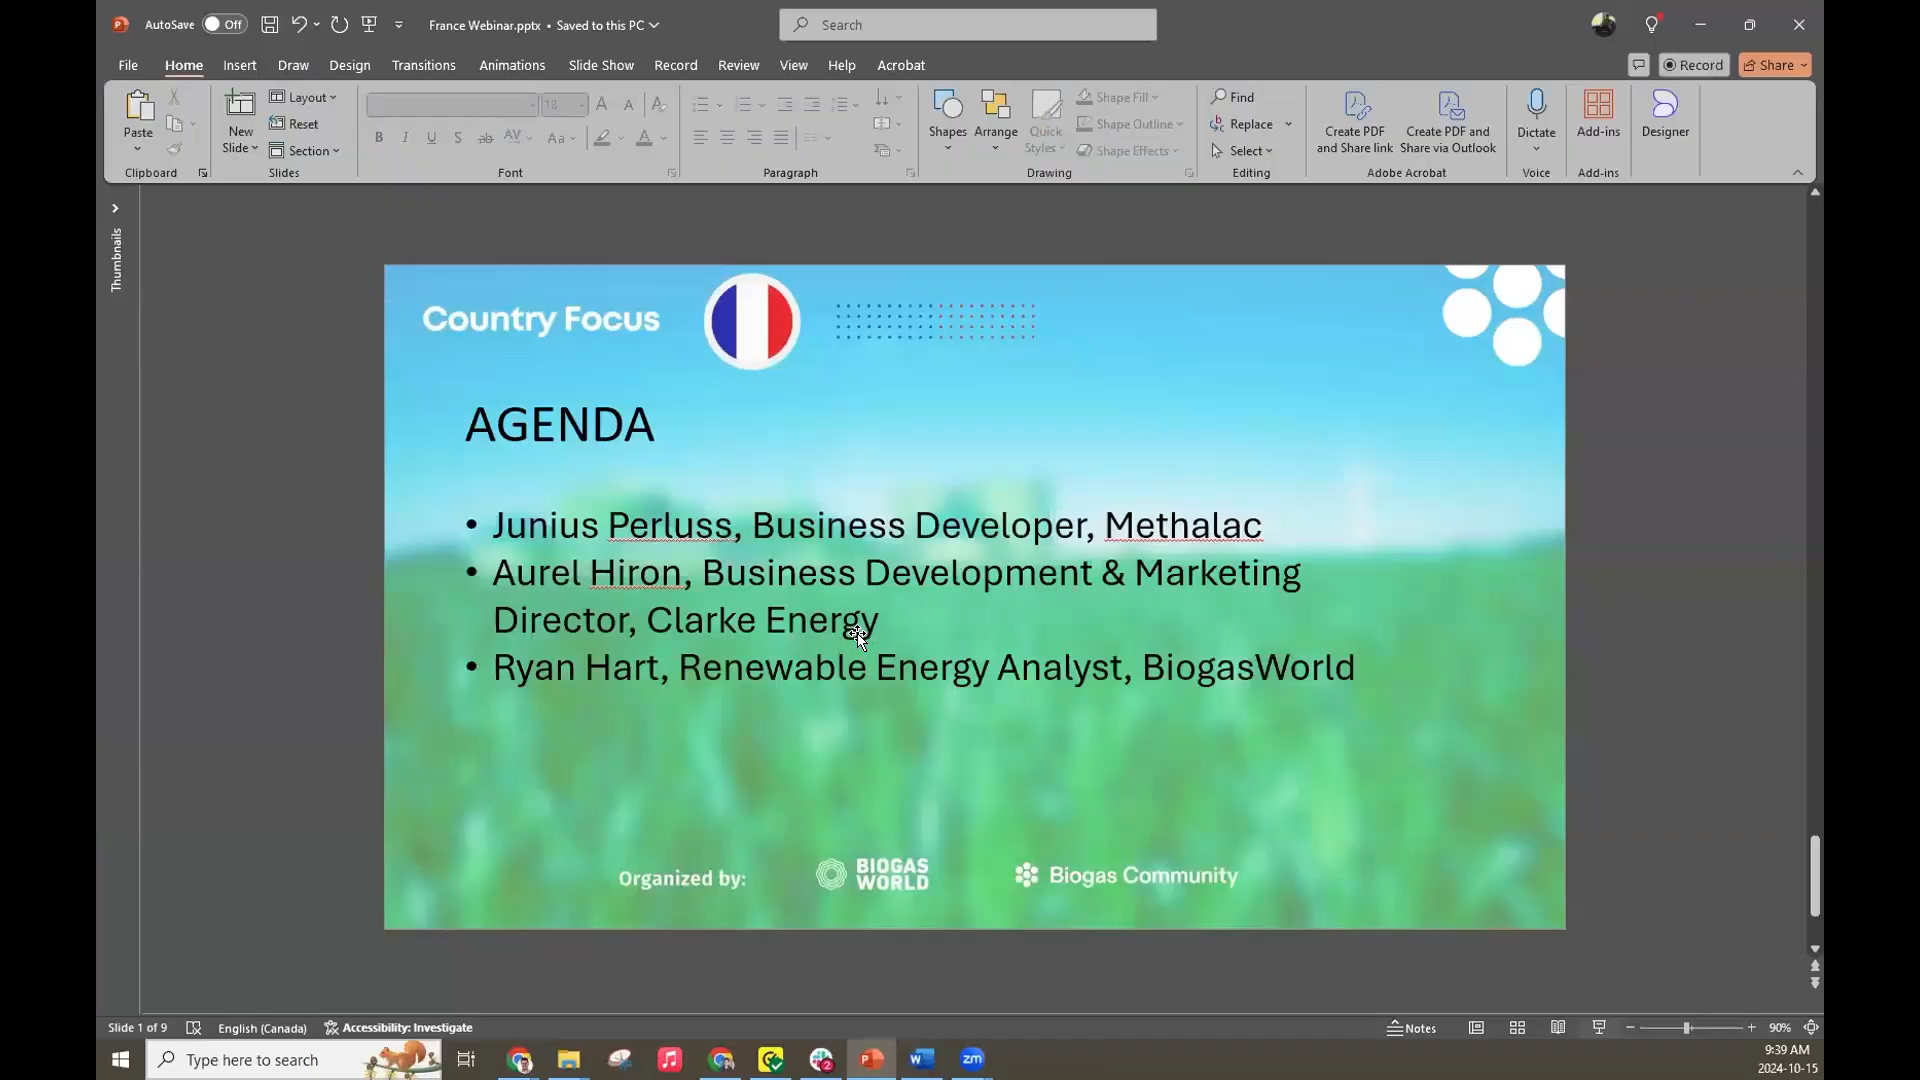 AutoSave Off France Webinar.pptx • Saved to this PC Search
File Home Insert Draw Design Transitions Animations Slide Show Record Review View Help Acrobat Record Share
Paste
Clipboard
New
Slide
Layout
Reset
Section
Slides
18
Font
Paragraph
Shapes
Arrange
Quick
Styles
Shape Fill
Shape Outline
Shape Effects
Drawing
Find
Replace
Select
Editing
Create PDF
and Share link
Create PDF and
Share via Outlook
Adobe Acrobat
Dictate
Voice
Add-ins
Add-ins
Designer
Thumbnails
Country Focus
AGENDA
• Junius Perluss, Business Developer, Methalac
• Aurel Hiron, Business Development & Marketing
Director, Clarke Energy
• Ryan Hart, Renewable Energy Analyst, BiogasWorld
Organized by:
BIOGAS
WORLD
Biogas Community
Slide 1 of 9 English (Canada) Accessibility: Investigate Notes 90%
Type here to search
zm
2
9:39 AM
2024-10-15